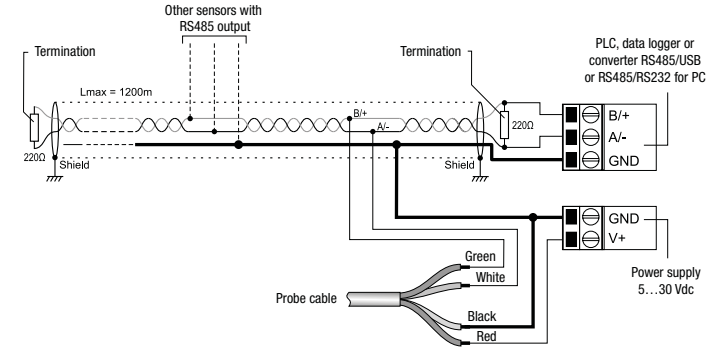 Other sensors with
RS485 output
Termination
Termination
PLC, data logger or
converter RS485/USB
or RS485/RS232 for PC
Lmax = 1200m
B/+
A/-
220Ω
220Ω
Shield
Shield
B/+
A/-
GND
GND
V+
Power supply
5...30 Vdc
Probe cable
Green
White
Black
Red